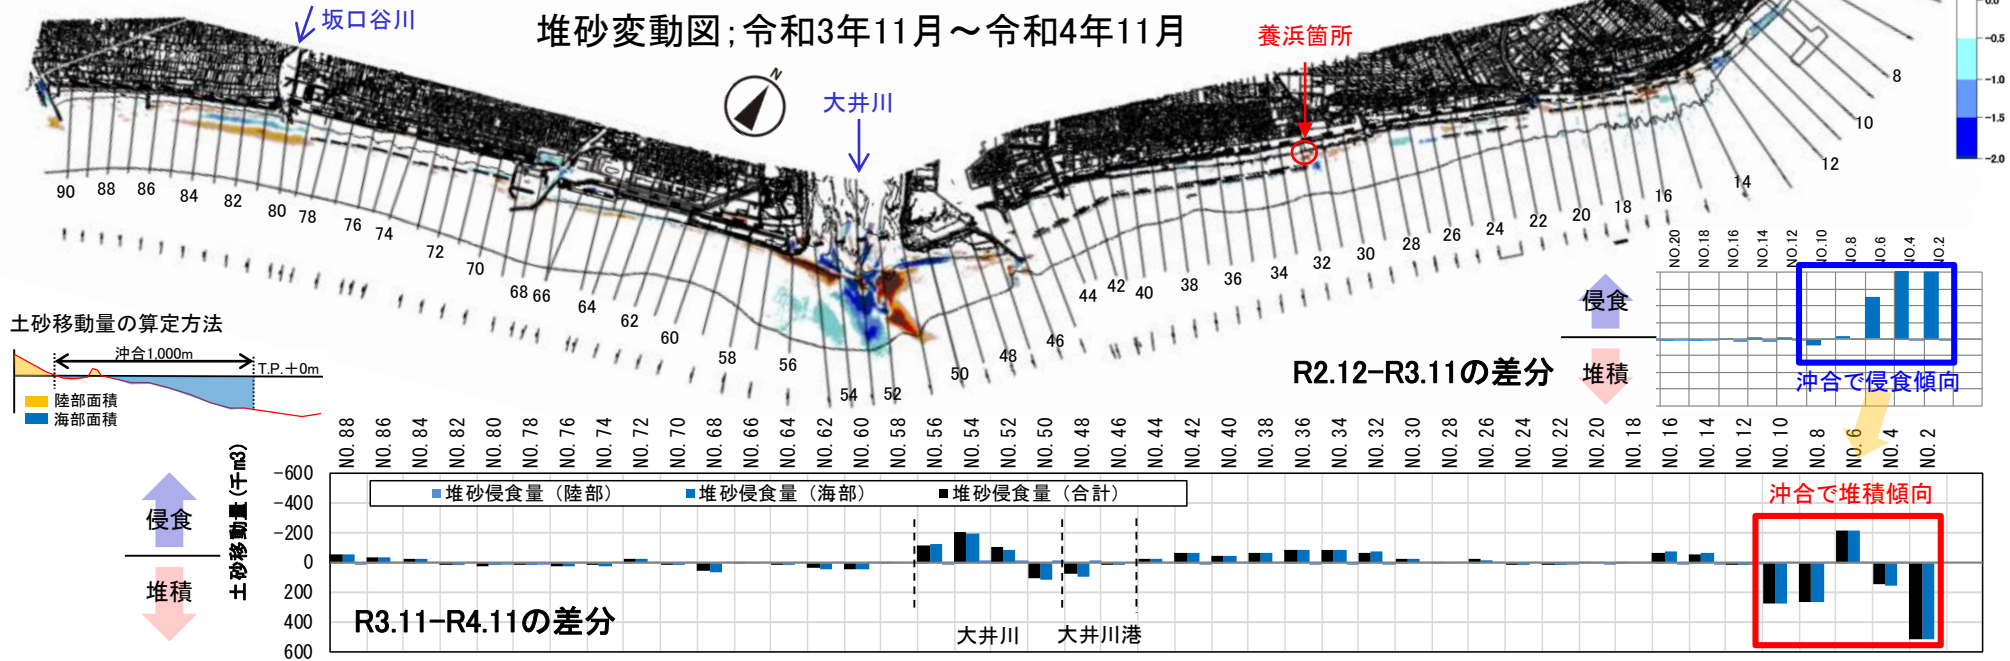 坂口谷川
堆砂変動図;令和3年11月～令和4年11月
養浜箇所
大井川
N
0.0
-0.5
-1.0
-1.5
-2.0
90 88 86 84 82 80 78 76 74 72 70 68 66 64 62 60 58 56 54 52 50 48 46 44 42 40 38 36 34 32 30 28 26 24 22 20 18 16 14 12 10 8
NO.20 NO.18 NO.16 NO.14 NO.12 NO.10 NO.8 NO.6 NO.4 NO.2
侵食
堆積
R2.12-R3.11の差分
沖合で侵食傾向
土砂移動量の算定方法
沖合1,000m
T.P.+0m
陸部面積
海部面積
NO.88 NO.86 NO.84 NO.82 NO.80 NO.78 NO.76 NO.74 NO.72 NO.70 NO.68 NO.66 NO.64 NO.62 NO.60 NO.58 NO.56 NO.54 NO.52 NO.50 NO.48 NO.46 NO.44 NO.42 NO.40 NO.38 NO.36 NO.34 NO.32 NO.30 NO.28 NO.26 NO.24 NO.22 NO.20 NO.18 NO.16 NO.14 NO.12 NO.10 NO.8 NO.6 NO.4 NO.2
侵食
堆積
土砂移動量(千m3)
-600
-400
-200
0
200
400
600
堆砂侵食量（陸部） 堆砂侵食量（海部） 堆砂侵食量（合計）
沖合で堆積傾向
R3.11-R4.11の差分
大井川
大井川港